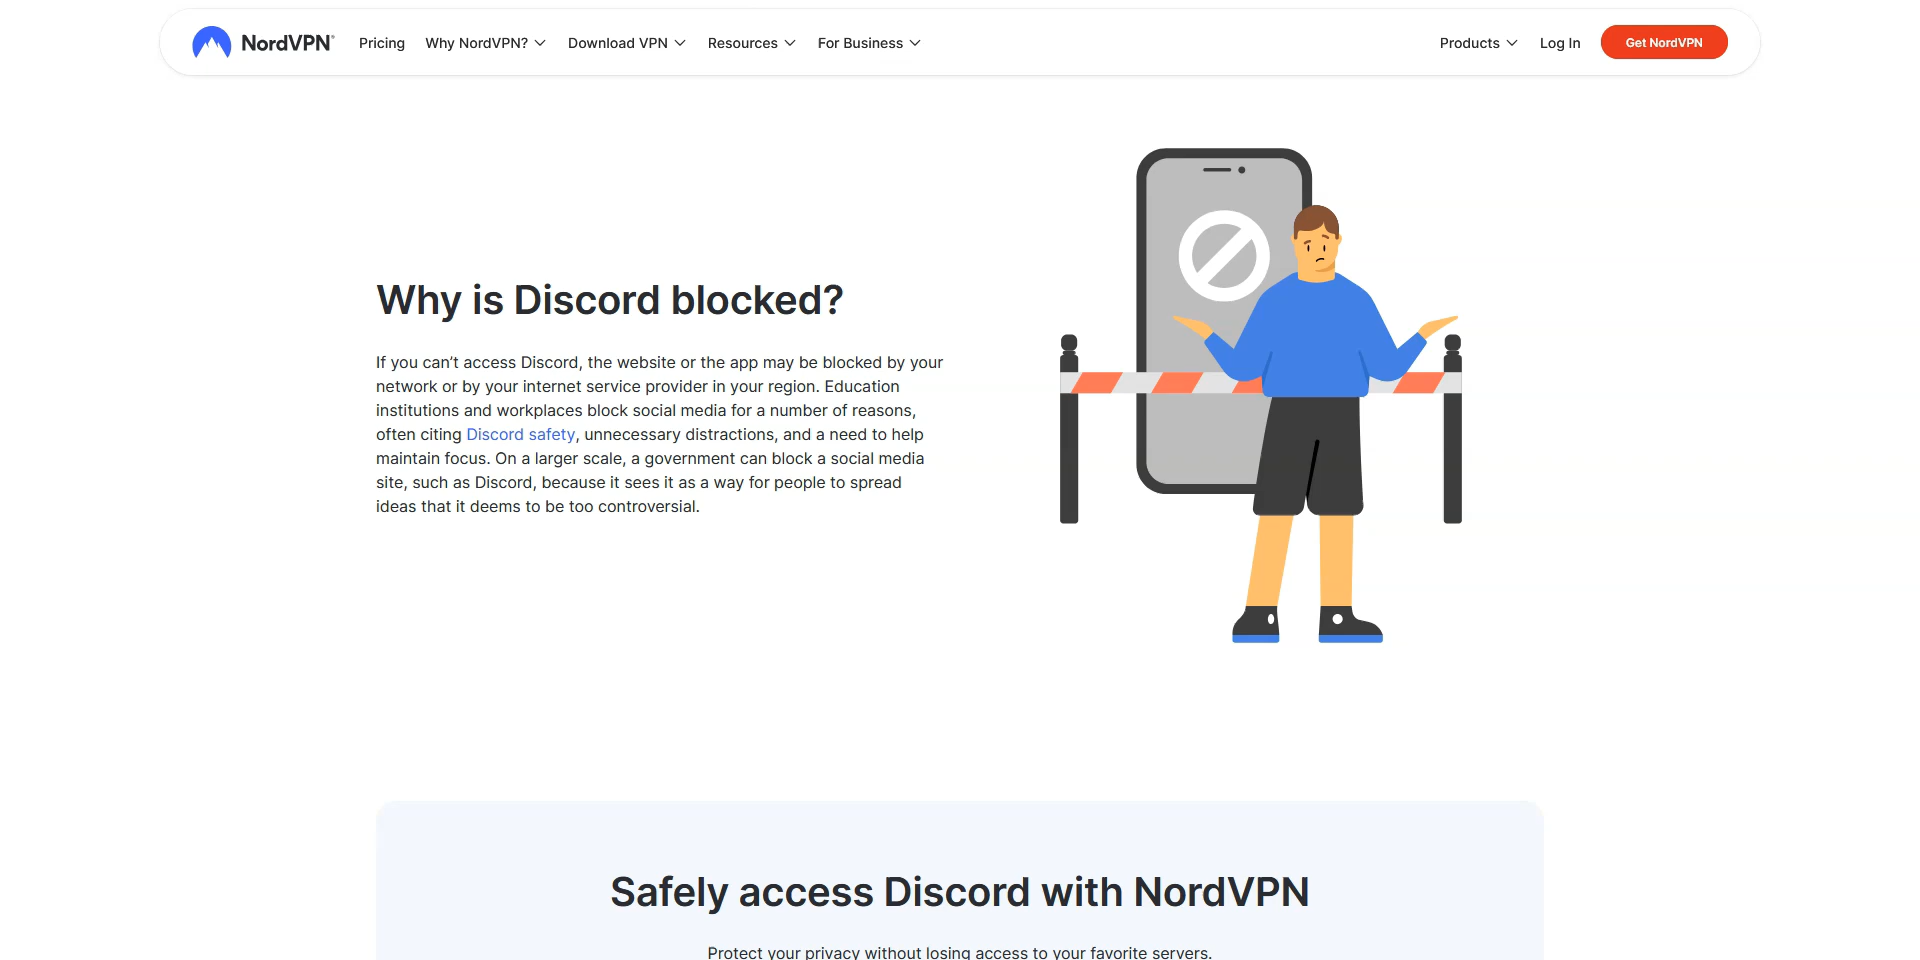 NordVPN®
Pricing
Why NordVPN?
Download VPN
Resources
For Business
Products
Log In
Get NordVPN
Why is Discord blocked?
If you can’t access Discord, the website or the app may be blocked by your
network or by your internet service provider in your region. Education
institutions and workplaces block social media for a number of reasons,
often citing Discord safety, unnecessary distractions, and a need to help
maintain focus. On a larger scale, a government can block a social media
site, such as Discord, because it sees it as a way for people to spread
ideas that it deems to be too controversial.
Safely access Discord with NordVPN
Protect your privacy without losing access to your favorite servers.